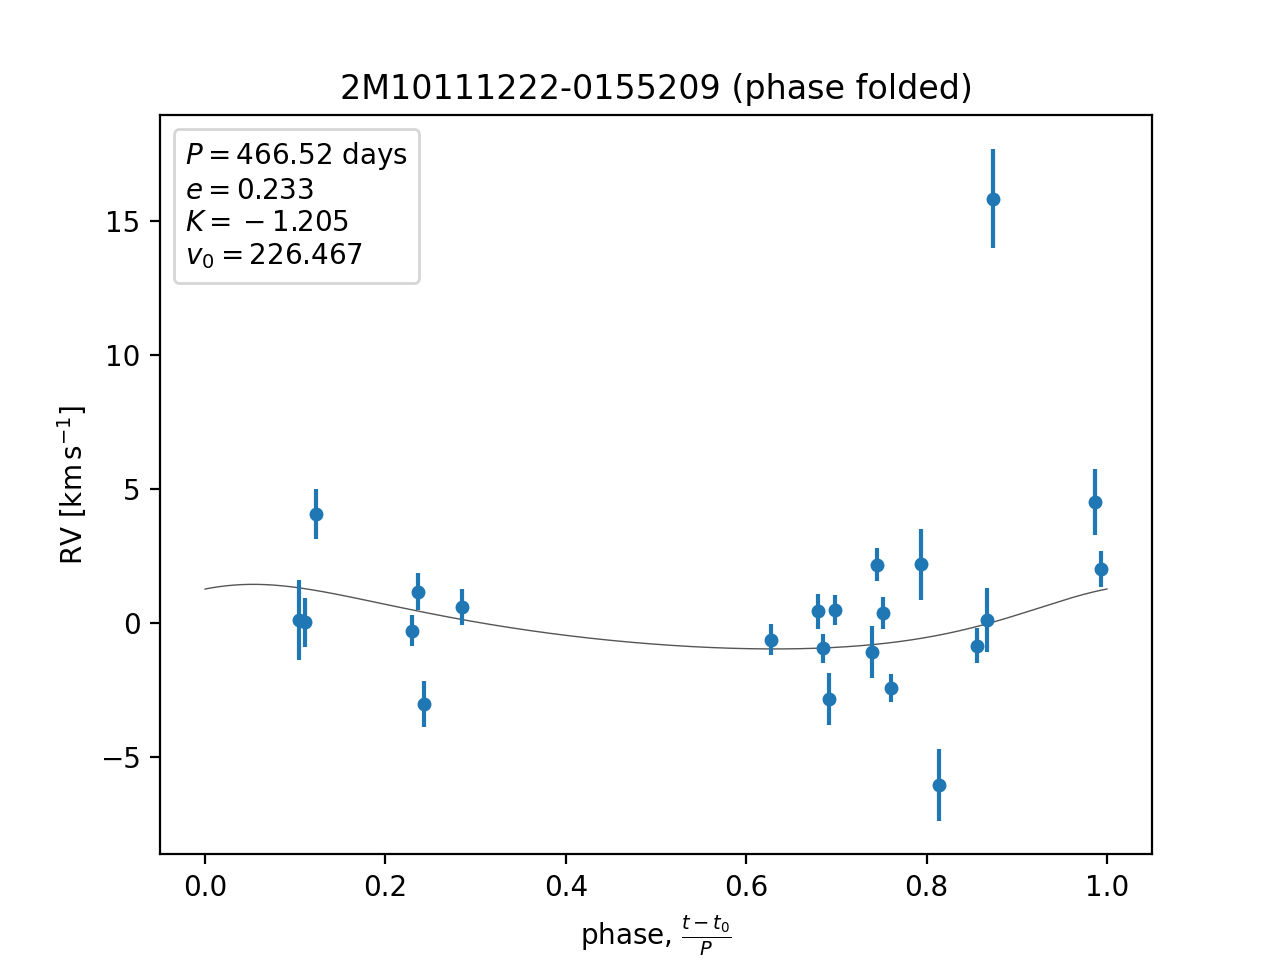 2M10111222-0155209 (phase folded)
P = 466.52 days
e = 0.233
K = −1.205
v₀ = 226.467
RV [km s⁻¹]
15
10
5
0
−5
0.0 0.2 0.4 0.6 0.8 1.0
phase, (t − t₀)/P